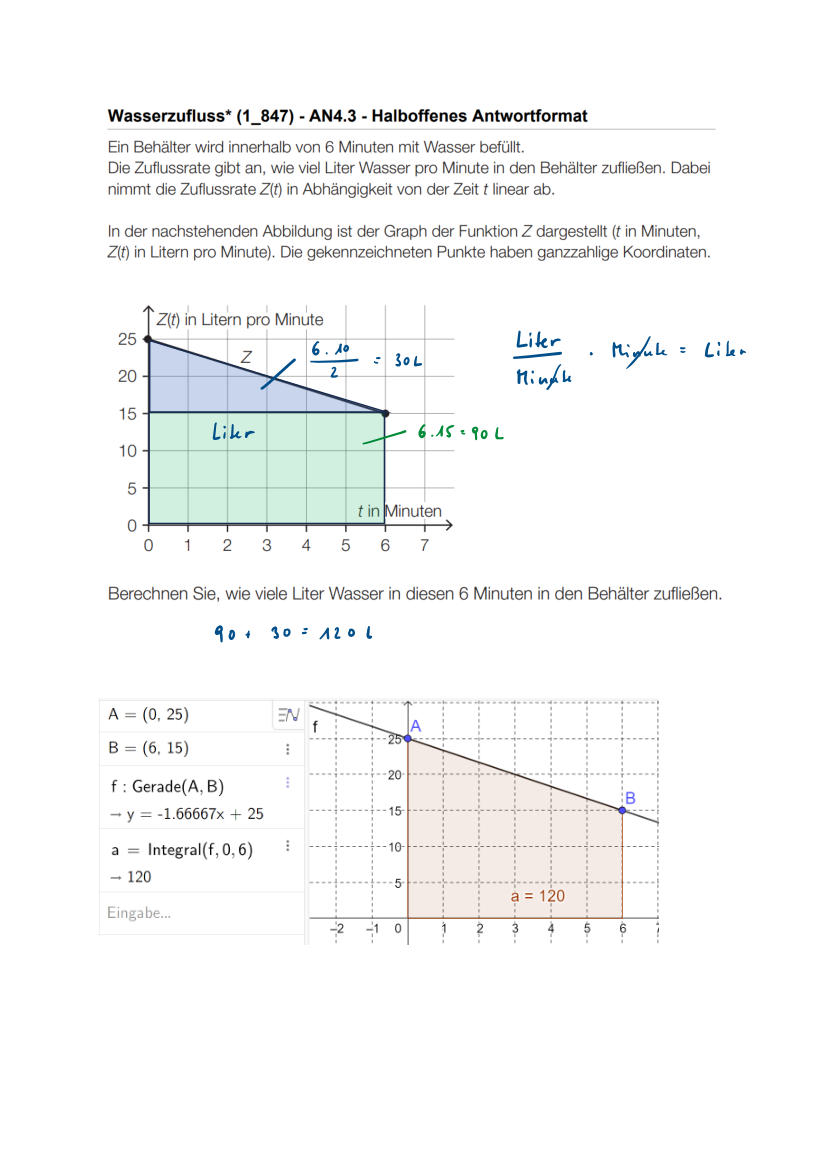 Wasserzufluss* (1_847) - AN4.3 - Halboffenes Antwortformat
Ein Behälter wird innerhalb von 6 Minuten mit Wasser befüllt.
Die Zuflussrate gibt an, wie viel Liter Wasser pro Minute in den Behälter zufließen. Dabei
nimmt die Zuflussrate Z(t) in Abhängigkeit von der Zeit t linear ab.
In der nachstehenden Abbildung ist der Graph der Funktion Z dargestellt (t in Minuten,
Z(t) in Litern pro Minute). Die gekennzeichneten Punkte haben ganzzahlige Koordinaten.
Z(t) in Litern pro Minute
25
Z
6 . 10
2
= 30 L
Liter
Minute
. Minute = Liter
20
15
Liter
6 . 15 = 90 L
10
5
t in Minuten
0
0 1 2 3 4 5 6 7
Berechnen Sie, wie viele Liter Wasser in diesen 6 Minuten in den Behälter zufließen.
90 + 30 = 120 L
A = (0, 25)
B = (6, 15)
f : Gerade(A, B)
→ y = -1.66667x + 25
a = Integral(f, 0, 6)
→ 120
Eingabe...
f
A
25
20
B
15
10
5
a = 120
-2 -1 0 1 2 3 4 5 6 7